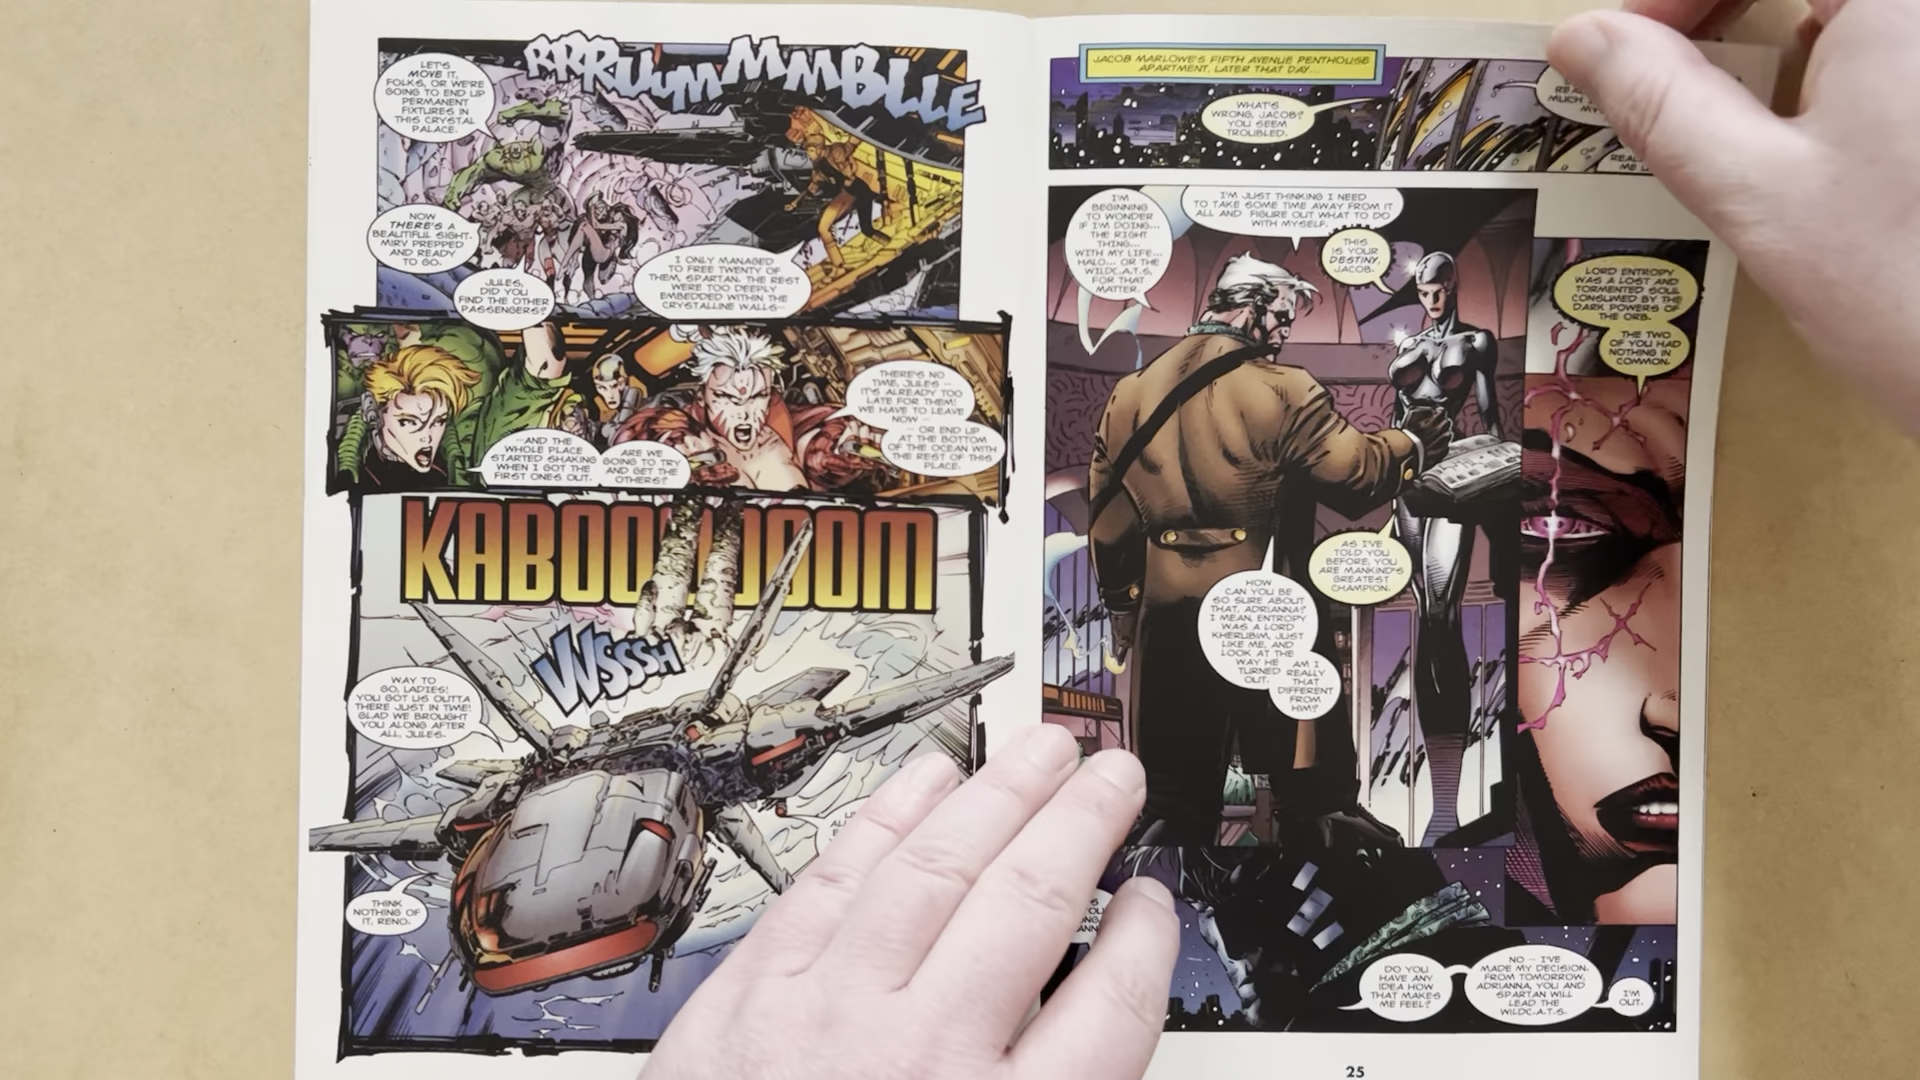 RRRUUMMMMBLLE
LET'S
MOVE IT,
FOLKS, OR WE'RE
GOING TO END UP
PERMANENT
FIXTURES IN
THIS CRYSTAL
PALACE.
NOW
THERE'S A
BEAUTIFUL SIGHT.
MIRV PREPPED
AND READY
TO GO.
JULES,
DID YOU
FIND THE OTHER
PASSENGERS?
I ONLY MANAGED
TO FREE TWENTY OF
THEM, SPARTAN. THE REST
WERE TOO DEEPLY
EMBEDDED WITHIN THE
CRYSTALLINE WALLS--
--AND THE
WHOLE PLACE
STARTED SHAKING
WHEN I GOT THE
FIRST ONES OUT.
ARE WE
GOING TO TRY
AND GET THE
OTHERS?
THERE'S NO
TIME, JULES --
IT'S ALREADY TOO
LATE FOR THEM!
WE HAVE TO LEAVE
NOW --
-- OR END UP
AT THE BOTTOM
OF THE OCEAN WITH
THE REST OF THIS
PLACE.
WSSSH
WAY TO
GO, LADIES!
YOU GOT US OUTTA
THERE JUST IN TIME!
GLAD WE BROUGHT
YOU ALONG AFTER
ALL, JULES.
THINK
NOTHING OF
IT, RENO.
JACOB MARLOWE'S FIFTH AVENUE PENTHOUSE
APARTMENT, LATER THAT DAY...
WHAT'S
WRONG, JACOB?
YOU SEEM
TROUBLED.
MUCH
I'M
BEGINNING
TO WONDER
IF I'M DOING...
THE RIGHT
THING...
WITH MY LIFE...
HALO... OR THE
WILDC.A.T.S,
FOR THAT
MATTER.
I'M JUST THINKING I NEED
TO TAKE SOME TIME AWAY FROM IT
ALL AND FIGURE OUT WHAT TO DO
WITH MYSELF.
THIS
IS YOUR
DESTINY,
JACOB.
AS I'VE
TOLD YOU
BEFORE, YOU
ARE MANKIND'S
GREATEST
CHAMPION.
HOW
CAN YOU BE
SO SURE ABOUT
THAT, ADRIANNA?
I MEAN, ENTROPY
WAS A LORD
KHERUBIM, JUST
LIKE ME, AND
LOOK AT THE
WAY HE
TURNED
OUT.
AM I
REALLY
THAT
DIFFERENT
FROM
HIM?
LORD ENTROPY
WAS A LOST AND
TORMENTED SOUL
CONSUMED BY THE
DARK POWERS OF
THE ORB.
THE TWO
OF YOU HAD
NOTHING IN
COMMON.
DO YOU
HAVE ANY
IDEA HOW
THAT MAKES
ME FEEL?
NO -- I'VE
MADE MY DECISION.
FROM TOMORROW,
ADRIANNA, YOU AND
SPARTAN WILL
LEAD THE
WILDC.A.T.S.
I'M
OUT.
25